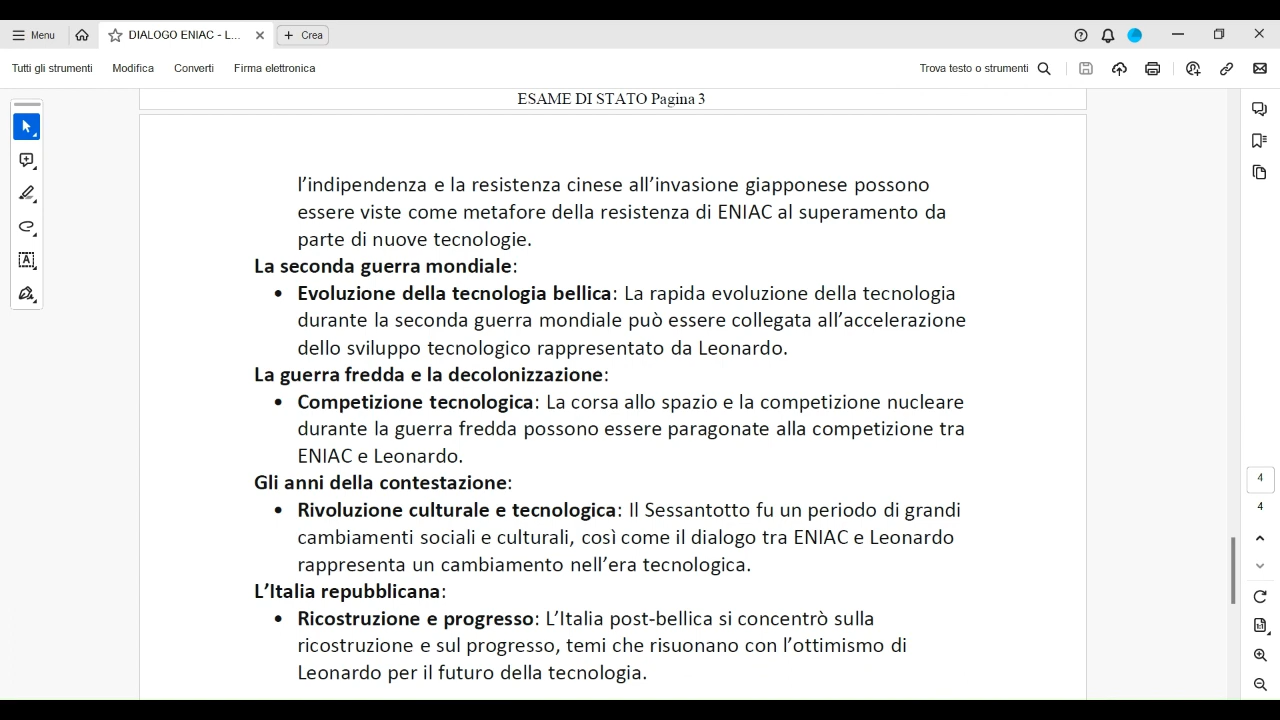 Menu
DIALOGO ENIAC - L...
Crea
Tutti gli strumenti Modifica Converti Firma elettronica
Trova testo o strumenti
ESAME DI STATO Pagina 3
l’indipendenza e la resistenza cinese all’invasione giapponese possono
essere viste come metafore della resistenza di ENIAC al superamento da
parte di nuove tecnologie.
La seconda guerra mondiale:
• Evoluzione della tecnologia bellica: La rapida evoluzione della tecnologia
durante la seconda guerra mondiale può essere collegata all’accelerazione
dello sviluppo tecnologico rappresentato da Leonardo.
La guerra fredda e la decolonizzazione:
• Competizione tecnologica: La corsa allo spazio e la competizione nucleare
durante la guerra fredda possono essere paragonate alla competizione tra
ENIAC e Leonardo.
Gli anni della contestazione:
• Rivoluzione culturale e tecnologica: Il Sessantotto fu un periodo di grandi
cambiamenti sociali e culturali, così come il dialogo tra ENIAC e Leonardo
rappresenta un cambiamento nell’era tecnologica.
L’Italia repubblicana:
• Ricostruzione e progresso: L’Italia post-bellica si concentrò sulla
ricostruzione e sul progresso, temi che risuonano con l’ottimismo di
Leonardo per il futuro della tecnologia.
4
4